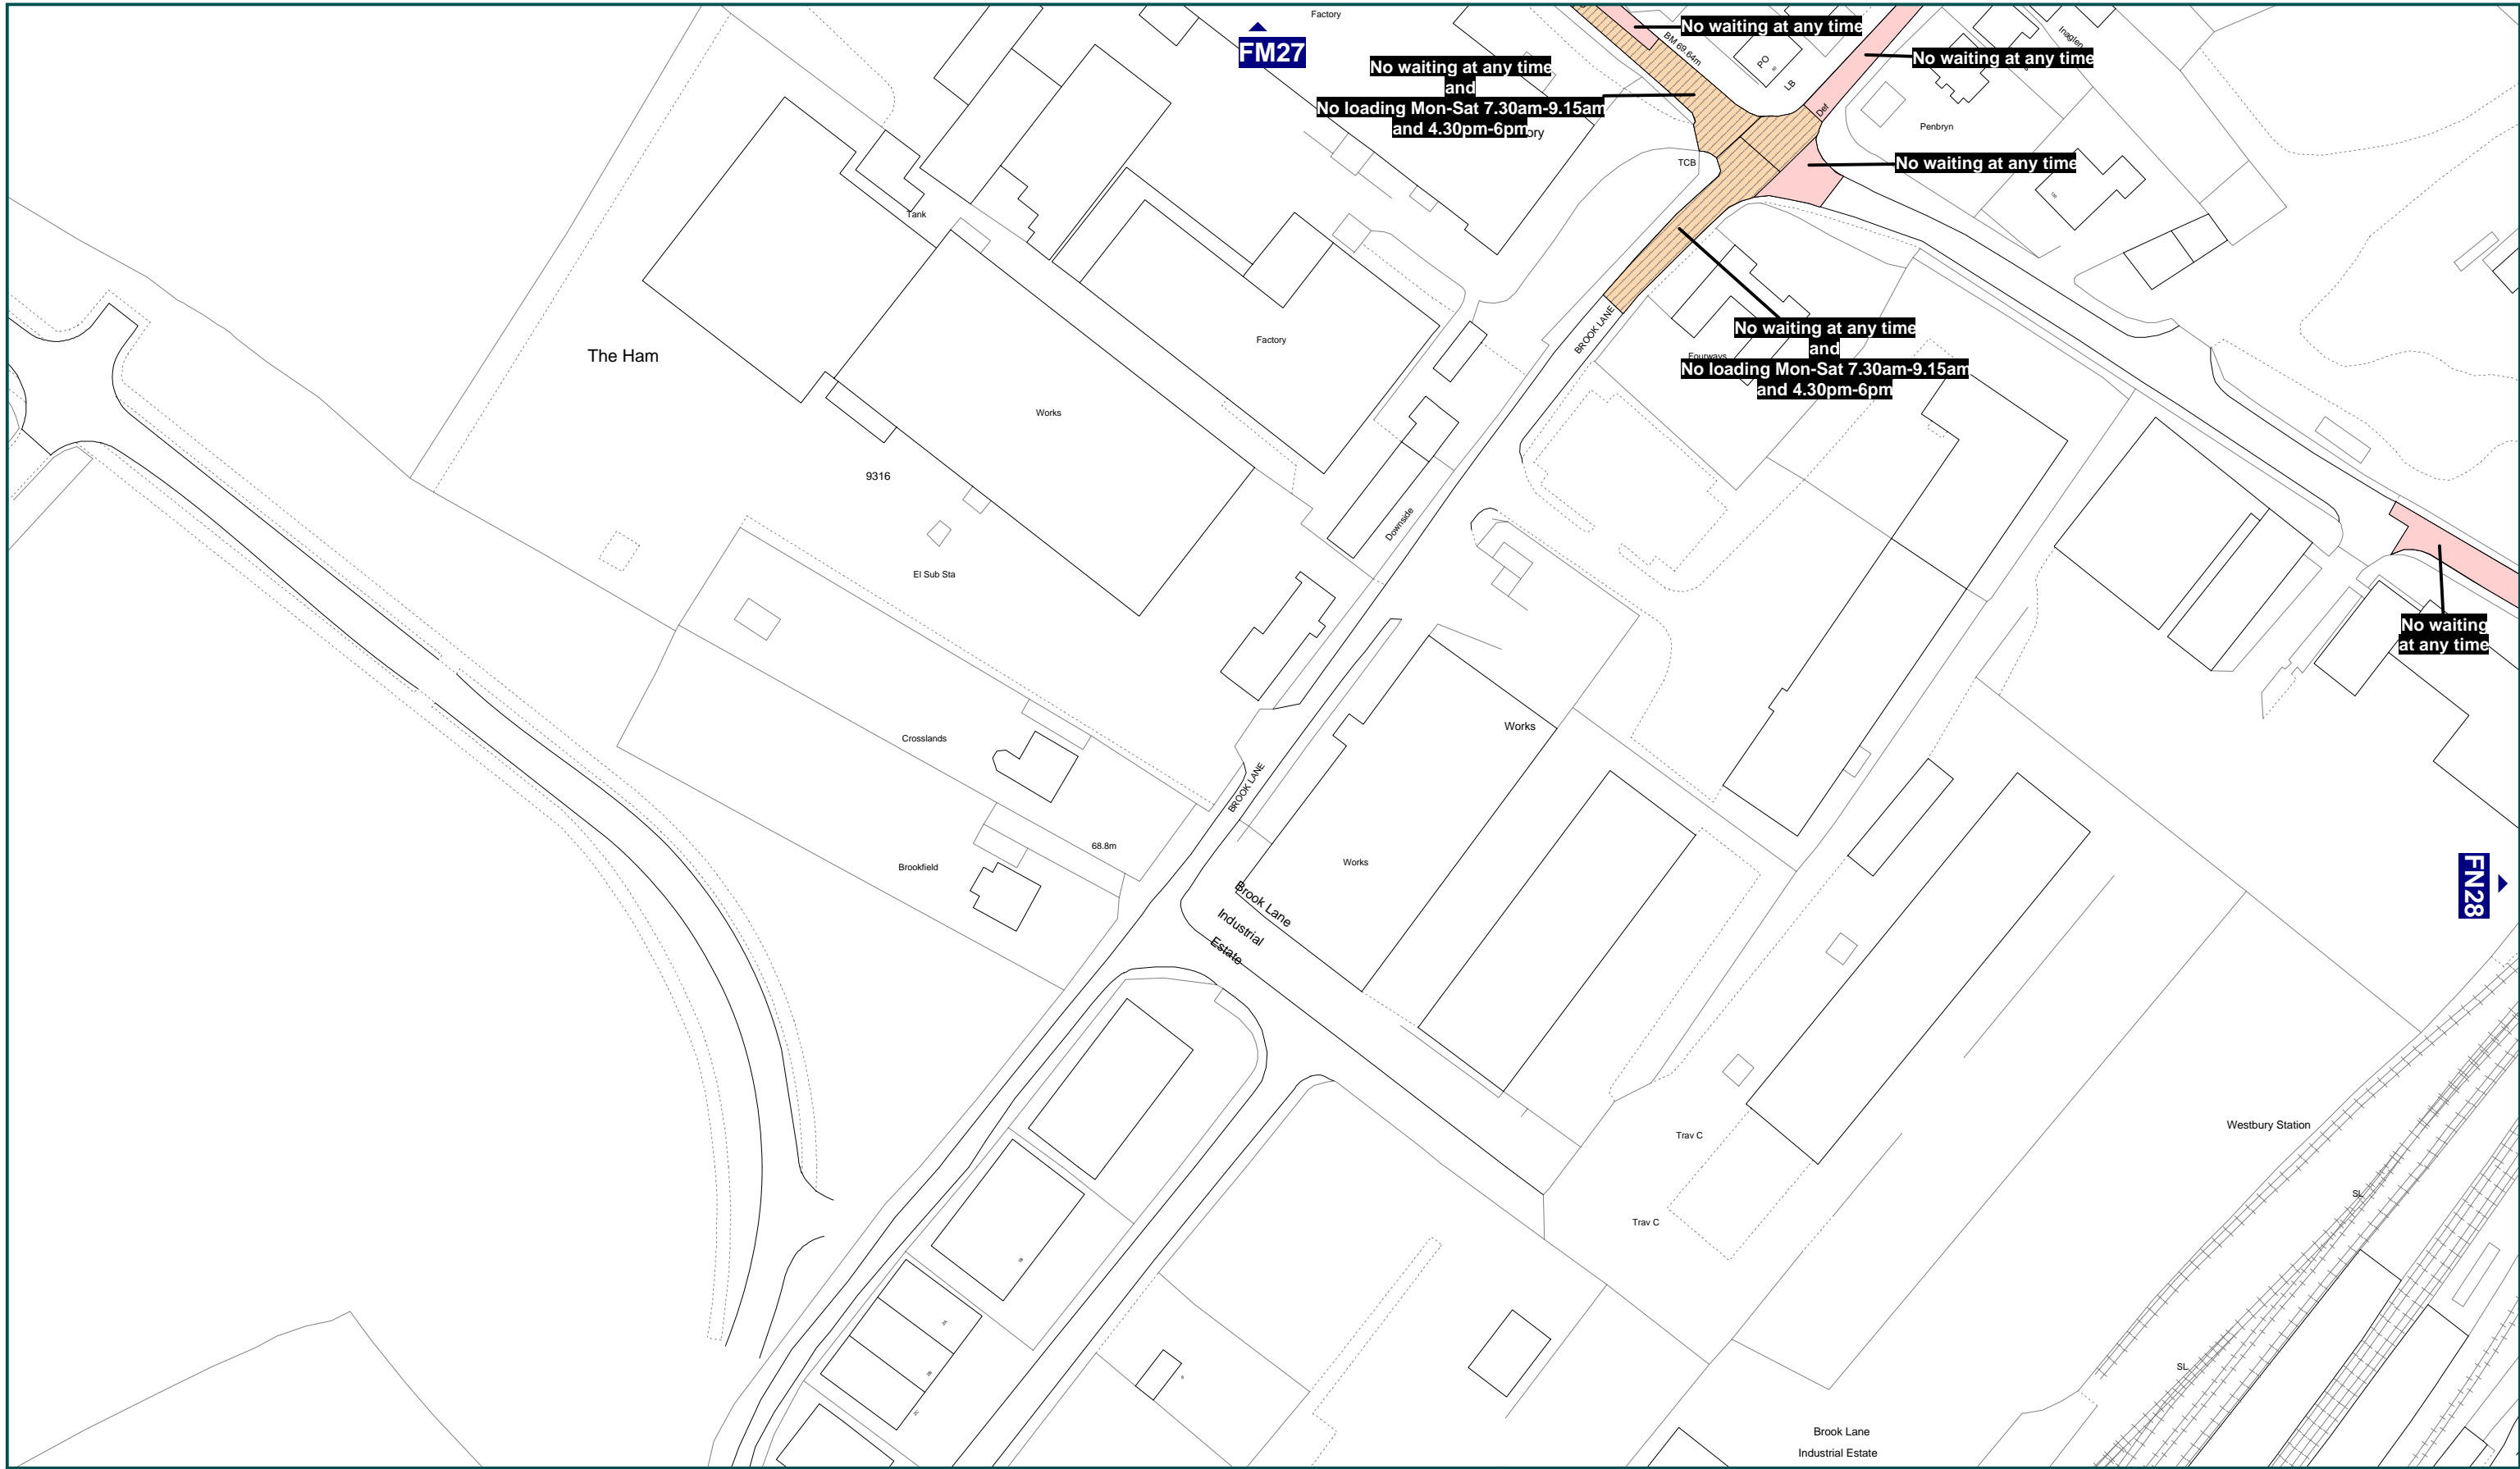 Factory
FM27
No waiting at any time
BM 69.64m
PO
LB
Inaglen
No waiting at any time
No waiting at any time
and
No loading Mon-Sat 7.30am-9.15am
and 4.30pm-6pm
ory
Def
Penbryn
TCB
No waiting at any time
Tank
The Ham
Factory
BROOK LANE
Fourways
No waiting at any time
and
No loading Mon-Sat 7.30am-9.15am
and 4.30pm-6pm
Works
9316
Downside
El Sub Sta
No waiting
at any time
Crosslands
Works
BROOK LANE
68.8m
Brookfield
Works
Brook Lane
Industrial
Estate
FN28
Westbury Station
Trav C
SL
Trav C
SL
Brook Lane
Industrial Estate